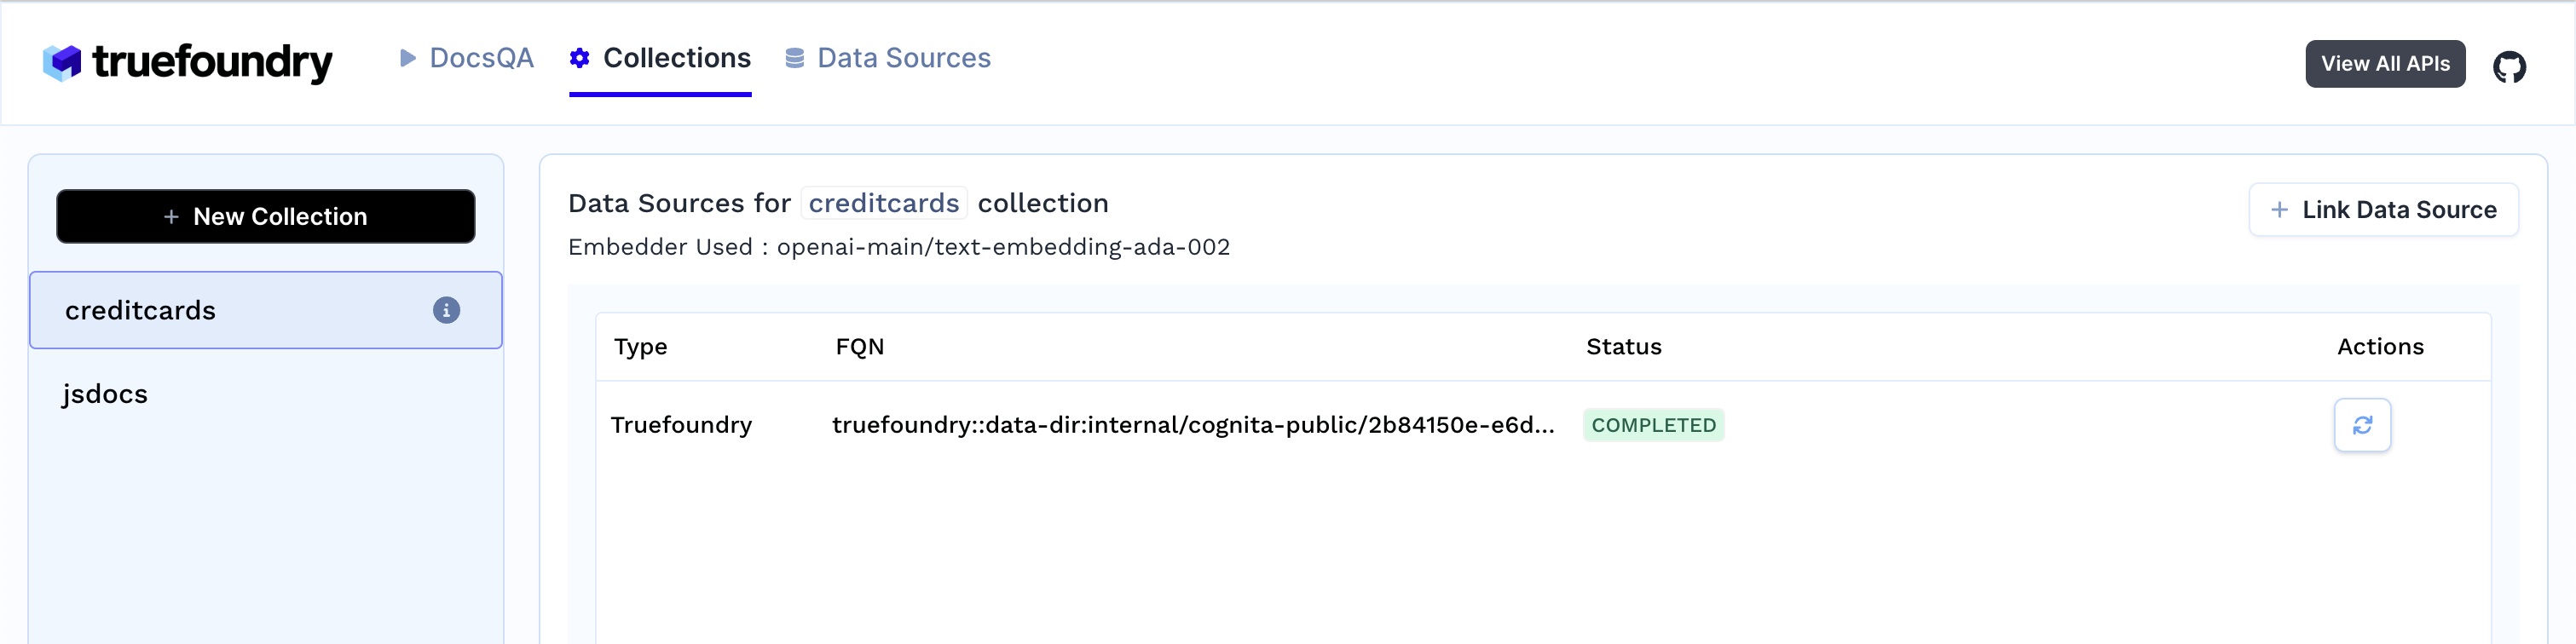 truefoundry
DocsQA
Collections
Data Sources
View All APIs
+ New Collection
creditcards
jsdocs
Data Sources for creditcards collection
+ Link Data Source
Embedder Used : openai-main/text-embedding-ada-002
Type FQN Status Actions
Truefoundry truefoundry::data-dir:internal/cognita-public/2b84150e-e6d... COMPLETED